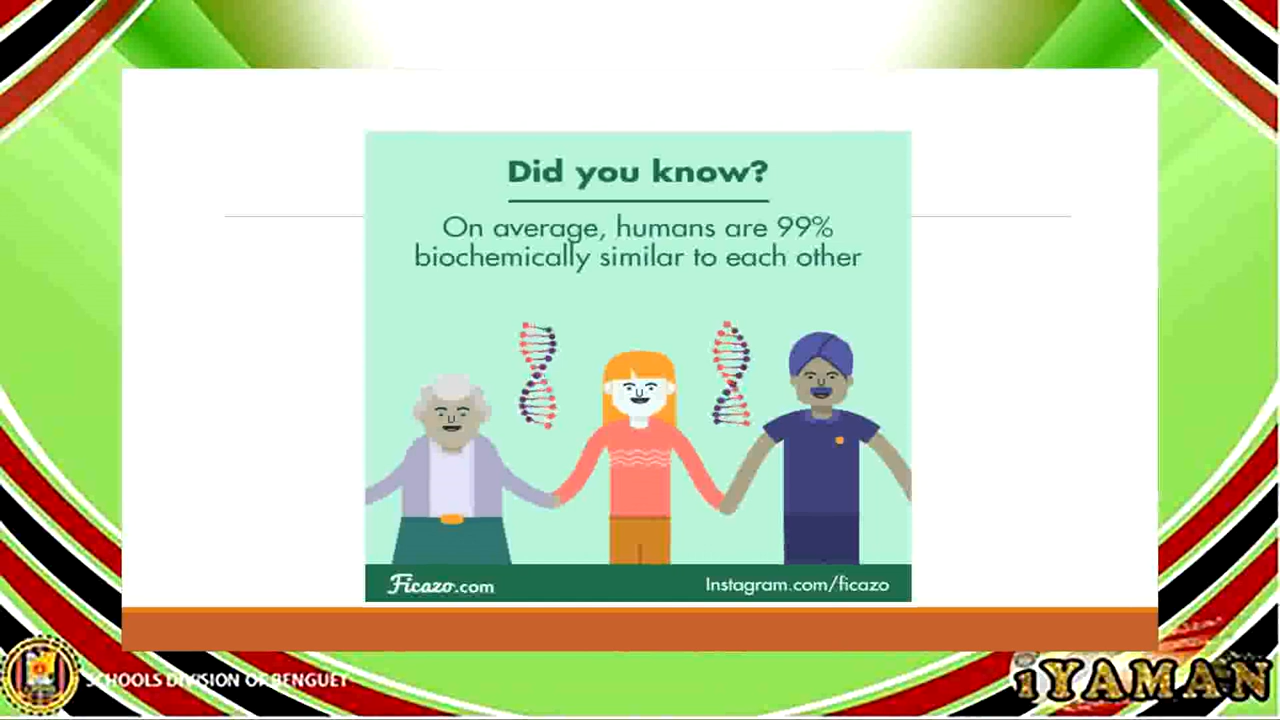 Did you know?
On average, humans are 99%
biochemically similar to each other
Ficazo.com
Instagram.com/ficazo
SCHOOLS DIVISION OF BENGUET
iYAMAN